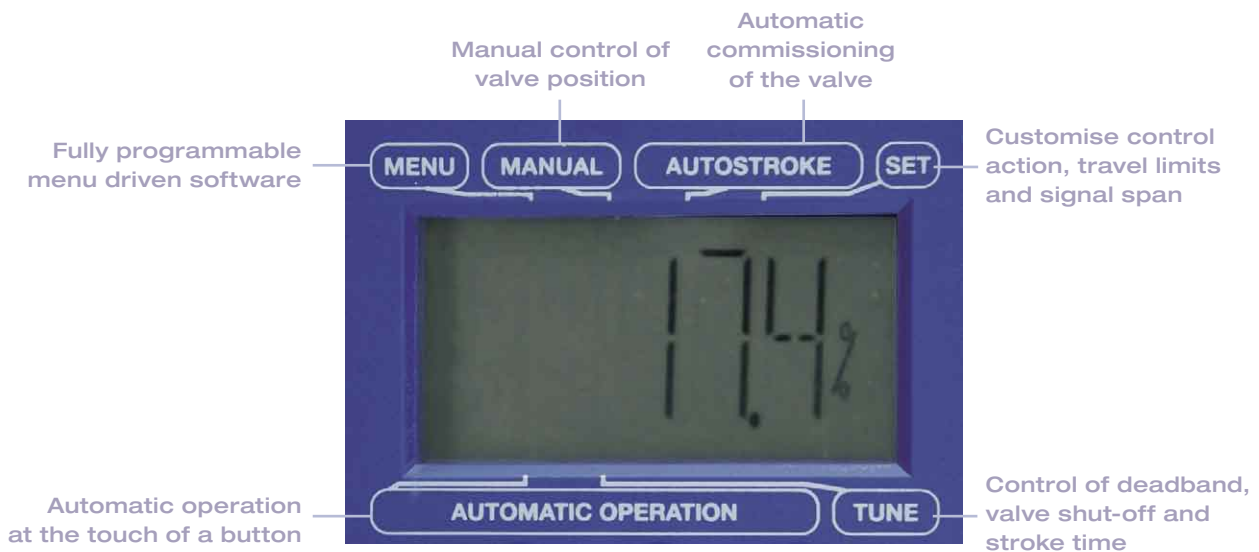 Automatic
commissioning
of the valve
Manual control of
valve position
Fully programmable
menu driven software
Customise control
action, travel limits
and signal span
MENU
MANUAL
AUTOSTROKE
SET
17.4%
Automatic operation
at the touch of a button
AUTOMATIC OPERATION
TUNE
Control of deadband,
valve shut-off and
stroke time